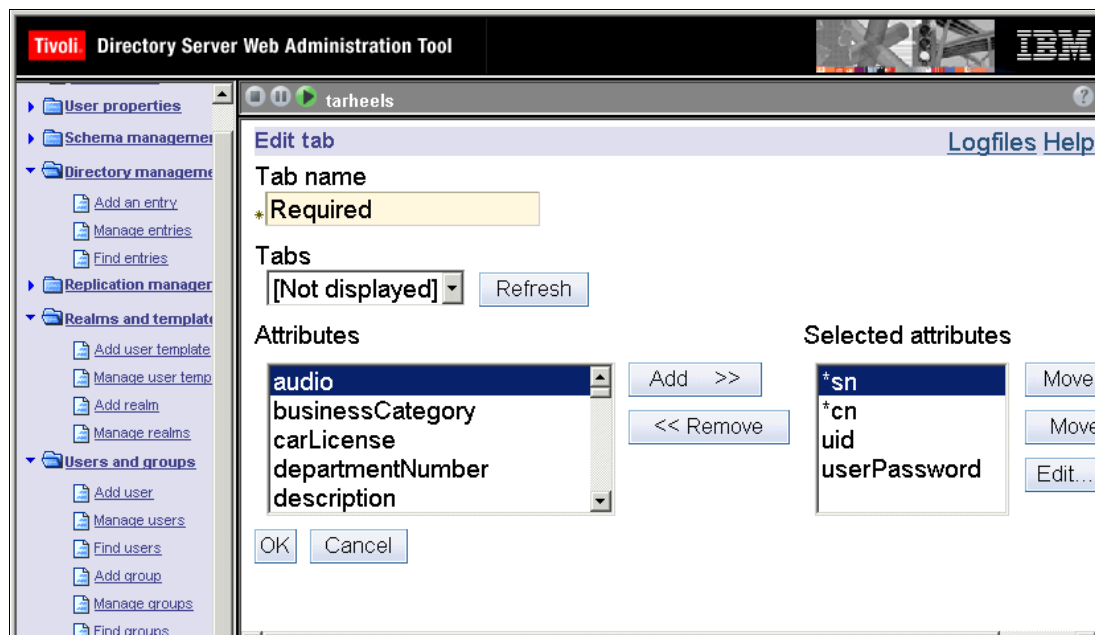 Tivoli. Directory Server Web Administration Tool
IBM
User properties
Schema managemer
Directory manageme
Add an entry
Manage entries
Find entries
Replication manager
Realms and template
Add user template
Manage user temp
Add realm
Manage realms
Users and groups
Add user
Manage users
Find users
Add group
Manage groups
Find groups
tarheels
?
Edit tab
Logfiles Help
Tab name
*Required
Tabs
[Not displayed]
Refresh
Attributes
audio
businessCategory
carLicense
departmentNumber
description
Add >>
<< Remove
Selected attributes
*sn
*cn
uid
userPassword
Move
Move
Edit...
OK
Cancel